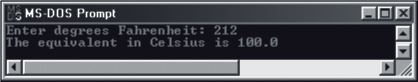 MS-DOS Prompt
Enter degrees Fahrenheit: 212
The equivalent in Celsius is 100.0